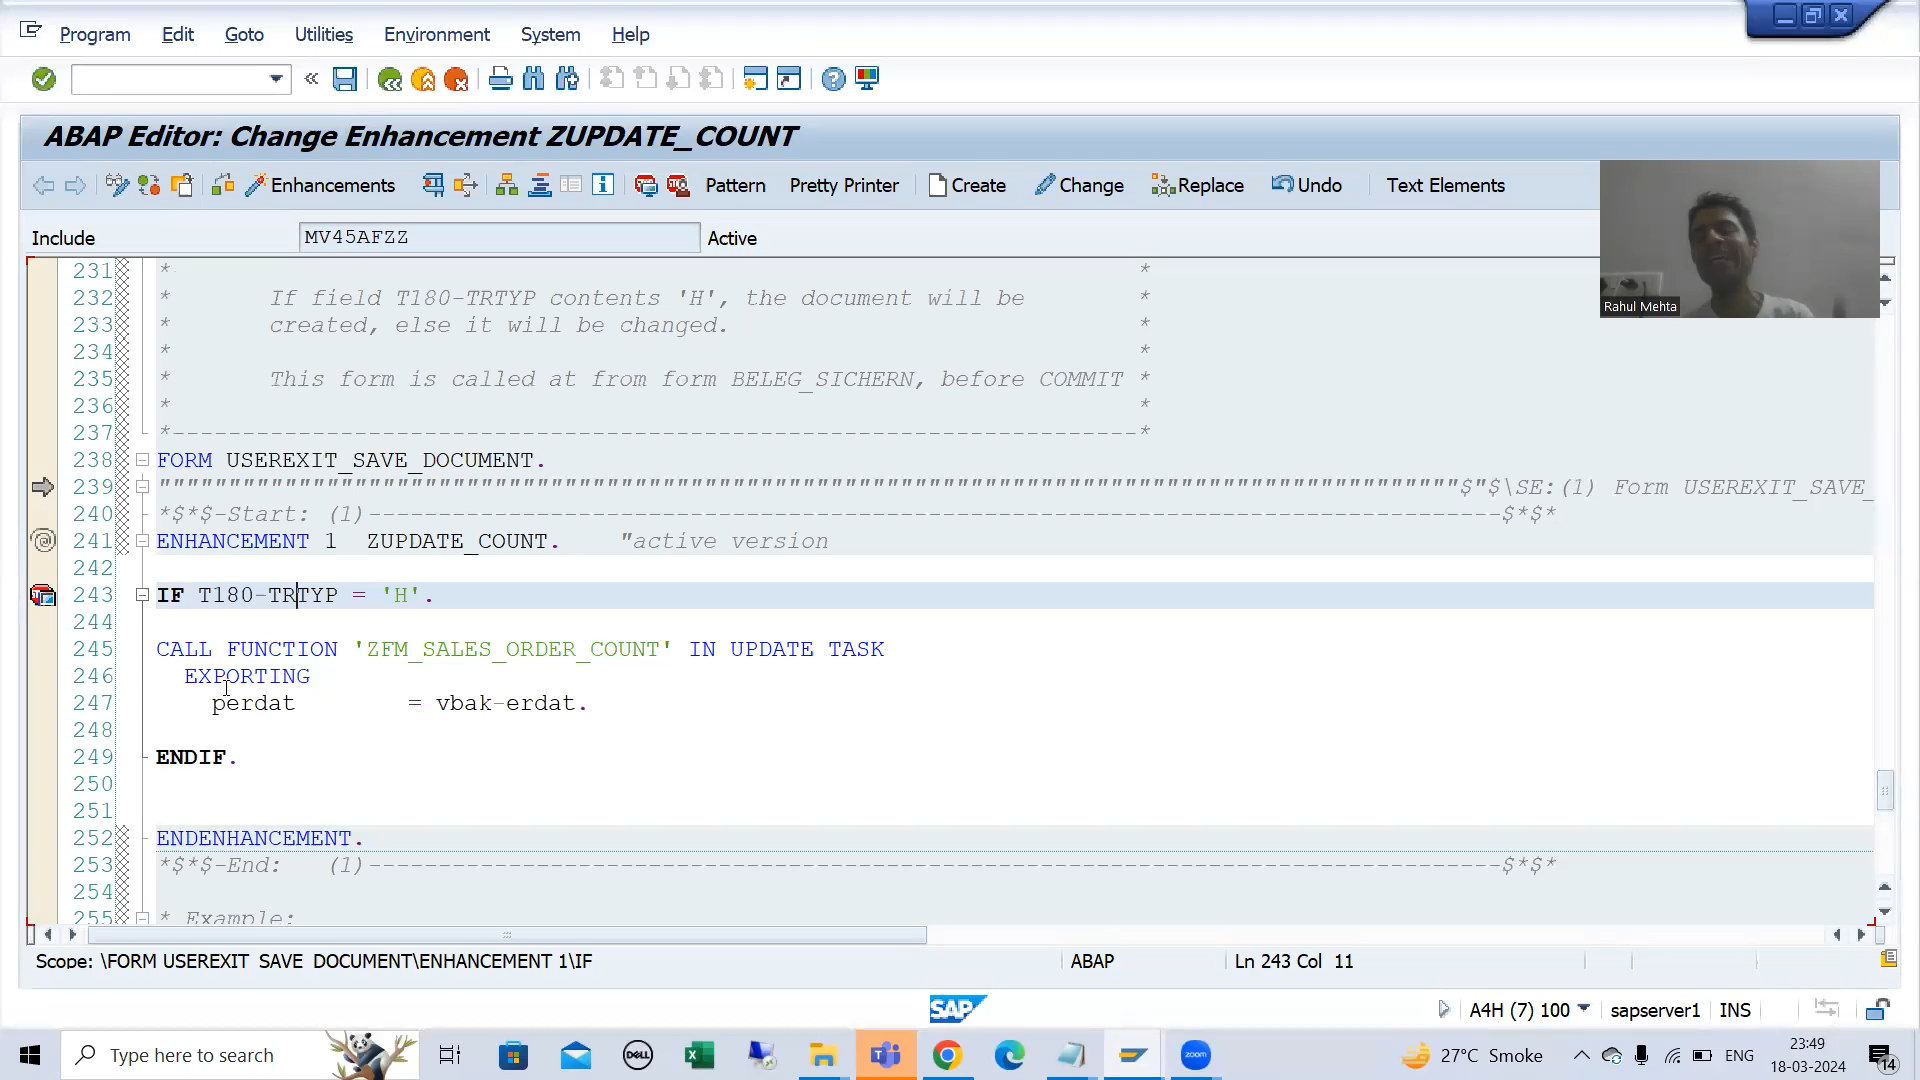 Program Edit Goto Utilities Environment System Help
ABAP Editor: Change Enhancement ZUPDATE_COUNT
Enhancements Pattern Pretty Printer Create Change Replace Undo Text Elements
Include MV45AFZZ Active
Rahul Mehta
231 * *
232 * If field T180-TRTYP contents 'H', the document will be *
233 * created, else it will be changed. *
234 * *
235 * This form is called at from form BELEG_SICHERN, before COMMIT *
236 * *
237 *----------------------------------------------------------------------*
238 FORM USEREXIT_SAVE_DOCUMENT.
239 """"""""""""""""""""""""""""""""""""""""""""""""""""""""""""""""""""""""""""""""""""""""""""""$"$\SE:(1) Form USEREXIT_SAVE_
240 *$*$-Start: (1)---------------------------------------------------------------------------------$*$*
241 ENHANCEMENT 1 ZUPDATE_COUNT. "active version
242
243 IF T180-TRTYP = 'H'.
244
245 CALL FUNCTION 'ZFM_SALES_ORDER_COUNT' IN UPDATE TASK
246 EXPORTING
247 perdat = vbak-erdat.
248
249 ENDIF.
250
251
252 ENDENHANCEMENT.
253 *$*$-End: (1)---------------------------------------------------------------------------------$*$*
254
255 * Example:
Scope: \FORM USEREXIT_SAVE_DOCUMENT\ENHANCEMENT 1\IF ABAP Ln 243 Col 11
SAP A4H (7) 100 sapserver1 INS
Type here to search DELL zoom 27°C Smoke ENG 23:49
18-03-2024 14